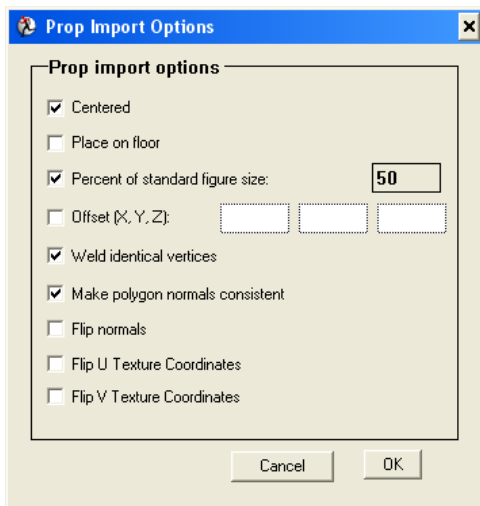 Prop Import Options
Prop import options
Centered
Place on floor
Percent of standard figure size: 50
Offset (X, Y, Z):
Weld identical vertices
Make polygon normals consistent
Flip normals
Flip U Texture Coordinates
Flip V Texture Coordinates
Cancel OK